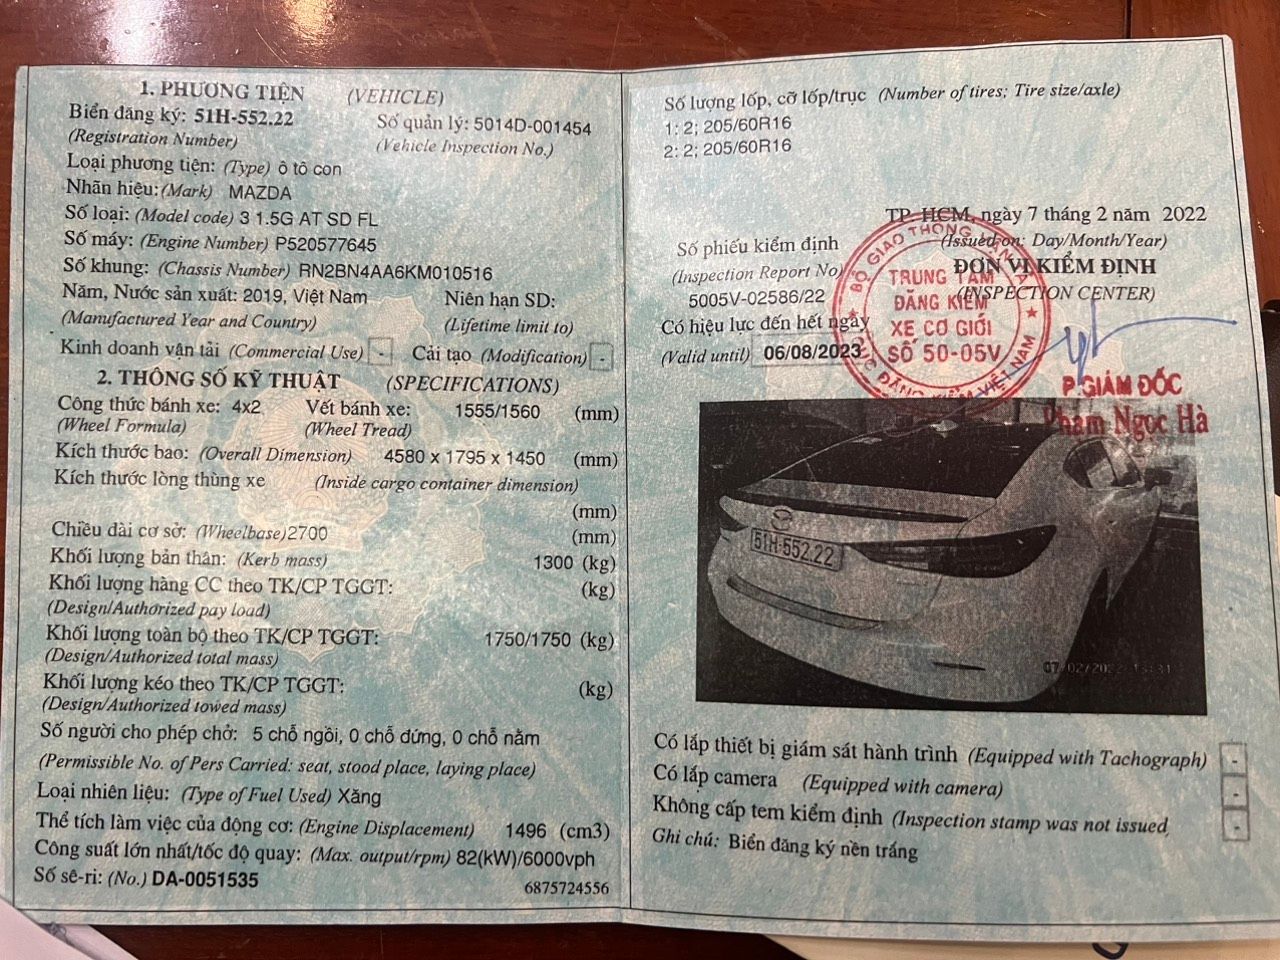 1. PHƯƠNG TIỆN (VEHICLE)
Biển đăng ký: 51H-552.22 Số quản lý: 5014D-001454
(Registration Number) (Vehicle Inspection No.)
Loại phương tiện: (Type) ô tô con
Nhãn hiệu: (Mark) MAZDA
Số loại: (Model code) 3 1.5G AT SD FL
Số máy: (Engine Number) P520577645
Số khung: (Chassis Number) RN2BN4AA6KM010516
Năm, Nước sản xuất: 2019, Việt Nam Niên hạn SD:
(Manufactured Year and Country) (Lifetime limit to)
Kinh doanh vận tải (Commercial Use) - Cải tạo (Modification) -
2. THÔNG SỐ KỸ THUẬT (SPECIFICATIONS)
Công thức bánh xe: 4x2 Vết bánh xe: 1555/1560 (mm)
(Wheel Formula) (Wheel Tread)
Kích thước bao: (Overall Dimension) 4580 x 1795 x 1450 (mm)
Kích thước lòng thùng xe (Inside cargo container dimension)
(mm)
Chiều dài cơ sở: (Wheelbase)2700 (mm)
Khối lượng bản thân: (Kerb mass) 1300 (kg)
Khối lượng hàng CC theo TK/CP TGGT: (kg)
(Design/Authorized pay load)
Khối lượng toàn bộ theo TK/CP TGGT: 1750/1750 (kg)
(Design/Authorized total mass)
Khối lượng kéo theo TK/CP TGGT: (kg)
(Design/Authorized towed mass)
Số người cho phép chở: 5 chỗ ngồi, 0 chỗ đứng, 0 chỗ nằm
(Permissible No. of Pers Carried: seat, stood place, laying place)
Loại nhiên liệu: (Type of Fuel Used) Xăng
Thể tích làm việc của động cơ: (Engine Displacement) 1496 (cm3)
Công suất lớn nhất/tốc độ quay: (Max. output/rpm) 82(kW)/6000vph
Số sê-ri: (No.) DA-0051535 6875724556
Số lượng lốp, cỡ lốp/trục (Number of tires; Tire size/axle)
1: 2; 205/60R16
2: 2; 205/60R16
TP. HCM, ngày 7 tháng 2 năm 2022
(Issued on: Day/Month/Year)
Số phiếu kiểm định
(Inspection Report No)
5005V-02586/22
ĐƠN VỊ KIỂM ĐỊNH
(INSPECTION CENTER)
Có hiệu lực đến hết ngày
(Valid until) 06/08/2023
BỘ GIAO THÔNG VẬN TẢI
TRUNG TÂM
ĐĂNG KIỂM
XE CƠ GIỚI
SỐ 50-05V
CỤC ĐĂNG KIỂM VIỆT NAM
P.GIÁM ĐỐC
Phạm Ngọc Hà
51H-552.22
07/02/2022 13:31
Có lắp thiết bị giám sát hành trình (Equipped with Tachograph) -
Có lắp camera (Equipped with camera) -
Không cấp tem kiểm định (Inspection stamp was not issued -
Ghi chú: Biển đăng ký nền trắng